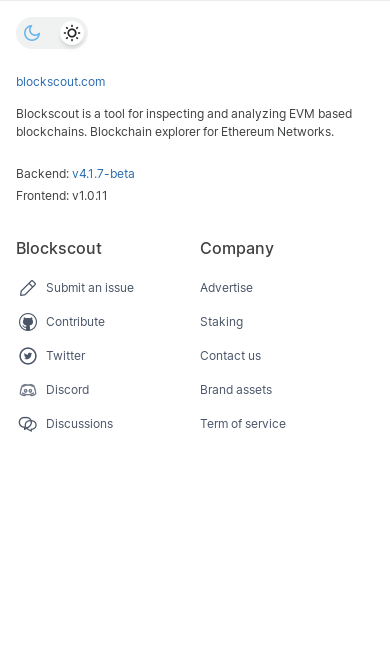 blockscout.com
Blockscout is a tool for inspecting and analyzing EVM based
blockchains. Blockchain explorer for Ethereum Networks.
Backend: v4.1.7-beta
Frontend: v1.0.11
Blockscout
Submit an issue
Contribute
Twitter
Discord
Discussions
Company
Advertise
Staking
Contact us
Brand assets
Term of service